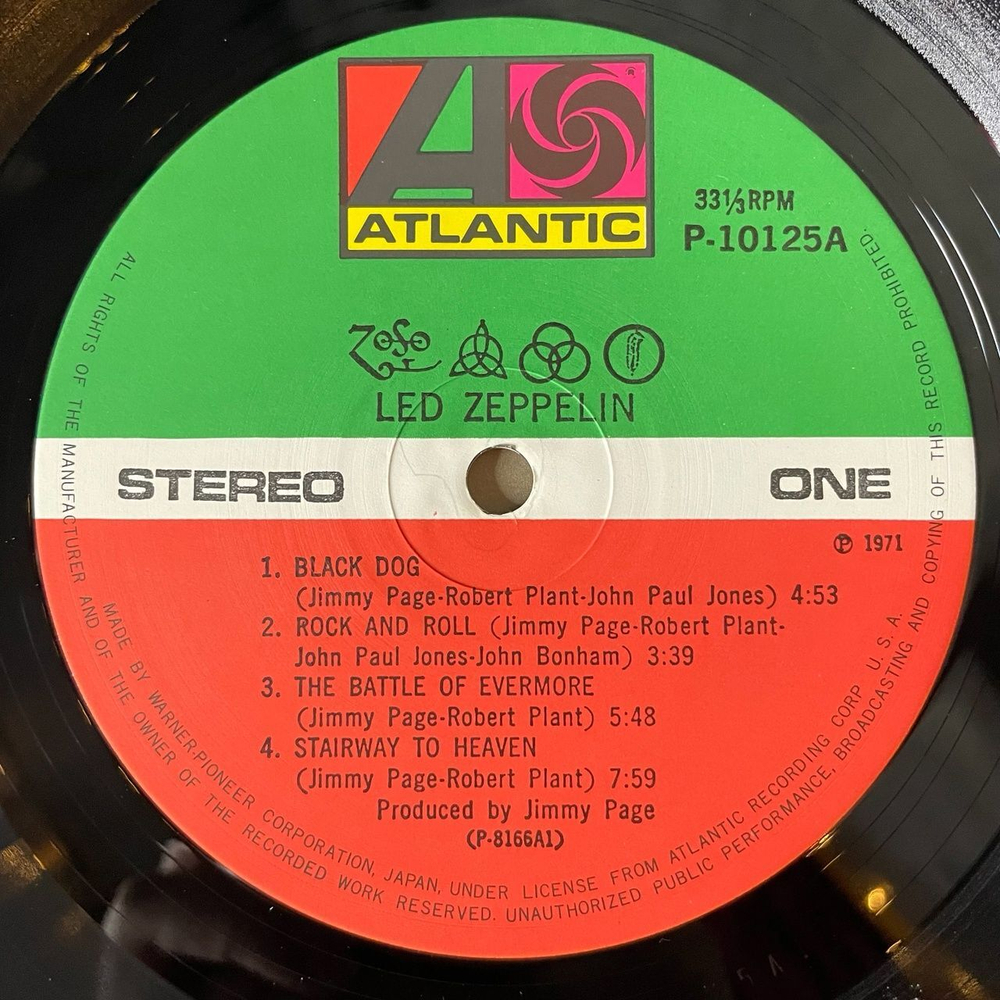 ATLANTIC
®
33⅓RPM
P-10125A
ZoSo
LED ZEPPELIN
STEREO
ONE
℗ 1971
1. BLACK DOG
(Jimmy Page-Robert Plant-John Paul Jones) 4:53
2. ROCK AND ROLL (Jimmy Page-Robert Plant-
John Paul Jones-John Bonham) 3:39
3. THE BATTLE OF EVERMORE
(Jimmy Page-Robert Plant) 5:48
4. STAIRWAY TO HEAVEN
(Jimmy Page-Robert Plant) 7:59
Produced by Jimmy Page
(P-8166A1)
MADE BY WARNER-PIONEER CORPORATION, JAPAN, UNDER LICENSE FROM ATLANTIC RECORDING CORP U. S. A.
ALL RIGHTS OF THE MANUFACTURER AND OF THE OWNER OF THE RECORDED WORK RESERVED. UNAUTHORIZED PUBLIC PERFORMANCE, BROADCASTING AND COPYING OF THIS RECORD PROHIBITED.